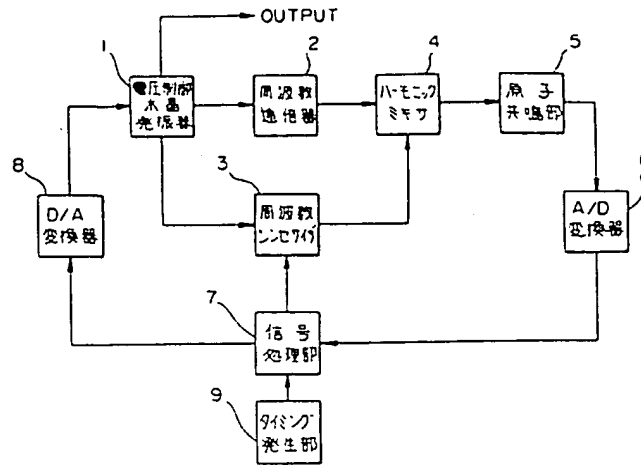 OUTPUT
1
電圧制御
水晶
発振器
2
周波数
逓倍器
4
ハーモニック
ミキサ
5
原子
共鳴部
8
D/A
変換器
3
周波数
シンセサイザ
A/D
変換器
7
信号
処理部
9
タイミング
発生部